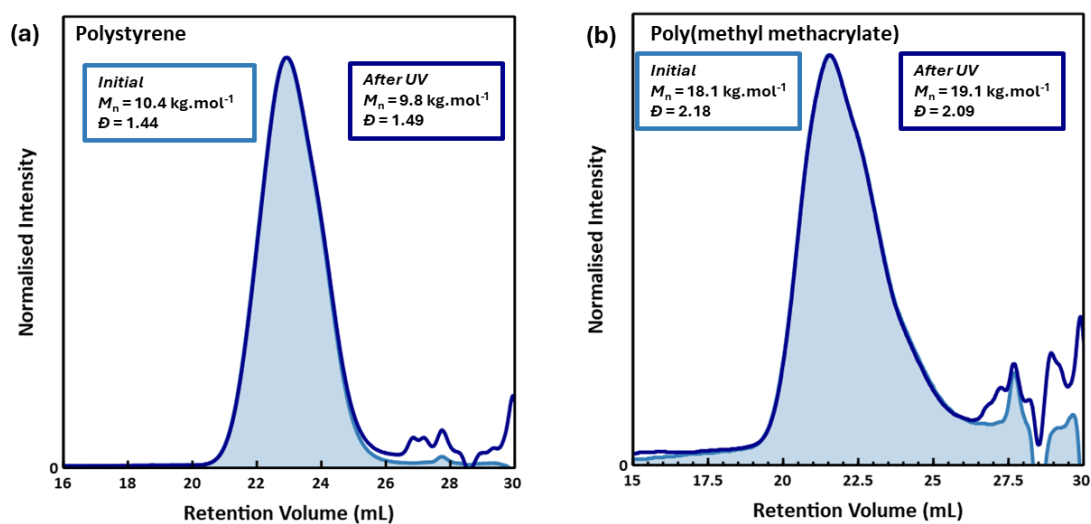 (a)
Polystyrene
Initial
Mn = 10.4 kg.mol-1
Đ = 1.44
After UV
Mn = 9.8 kg.mol-1
Đ = 1.49
Normalised Intensity
0
16 18 20 22 24 26 28 30
Retention Volume (mL)
(b)
Poly(methyl methacrylate)
Initial
Mn = 18.1 kg.mol-1
Đ = 2.18
After UV
Mn = 19.1 kg.mol-1
Đ = 2.09
Normalised Intensity
0
15 17.5 20 22.5 25 27.5 30
Retention Volume (mL)